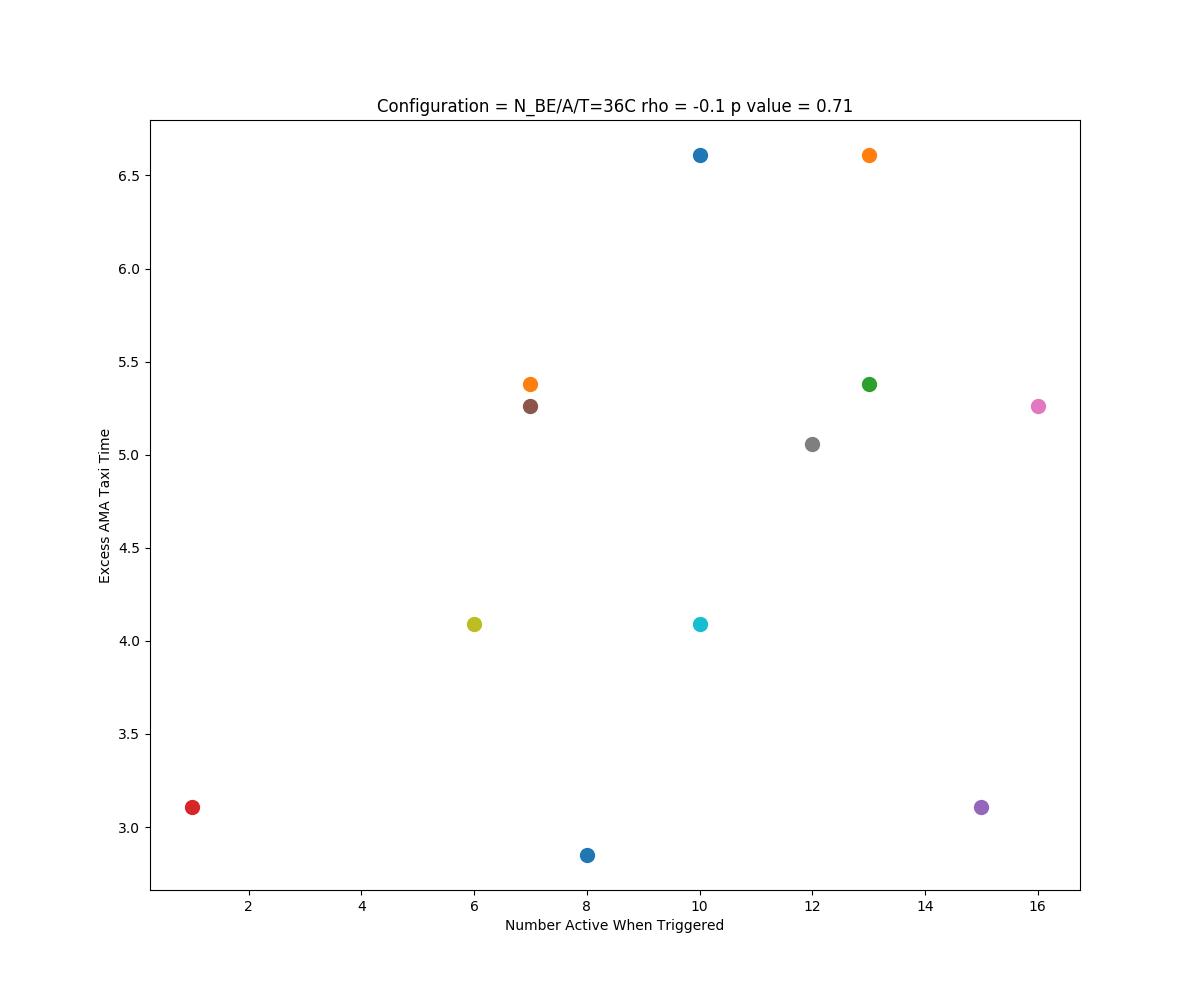 Configuration = N_BE/A/T=36C rho = -0.1 p value = 0.71
6.5
6.0
5.5
5.0
4.5
4.0
3.5
3.0
Excess AMA Taxi Time
2 4 6 8 10 12 14 16
Number Active When Triggered